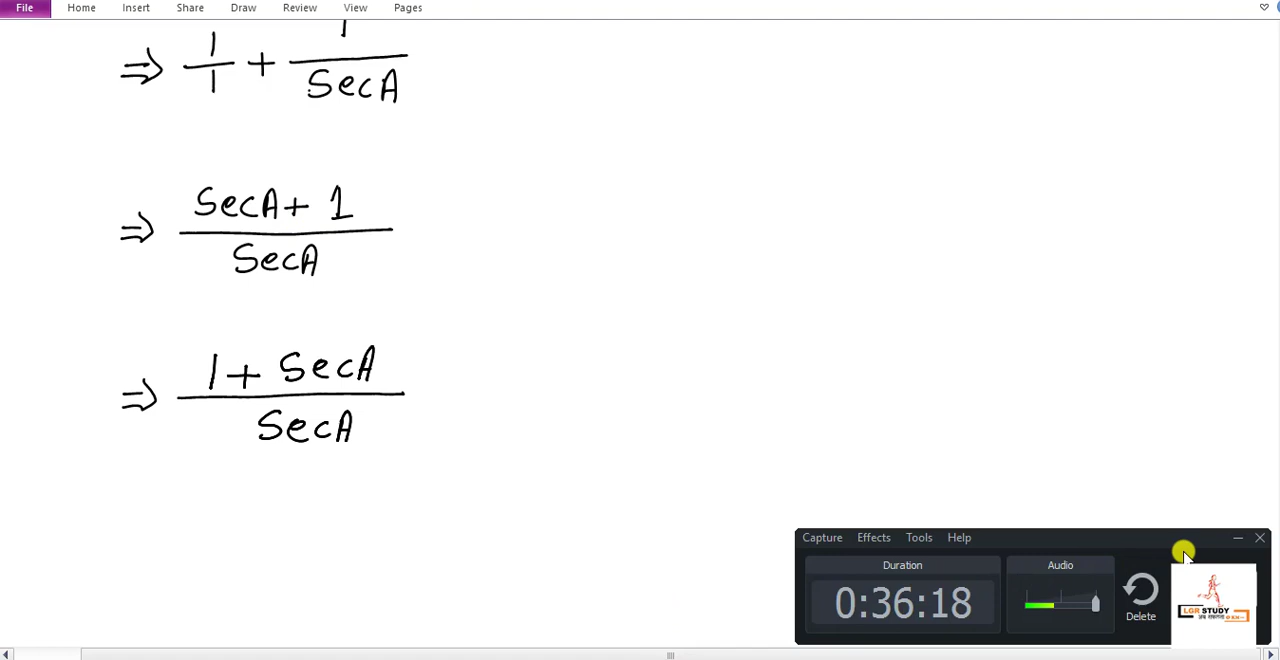 File Home Insert Share Draw Review View Pages
⇒ 1/1 + 1/SecA
⇒ SecA + 1
SecA
⇒ 1 + SecA
SecA
Capture Effects Tools Help
Duration Audio
0:36:18
Delete
LGR STUDY